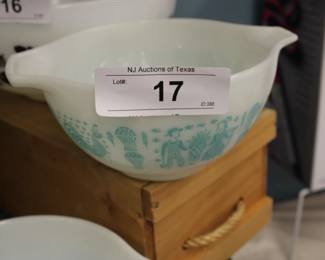 16
NJ Auctions of Texas
Lot#:
17